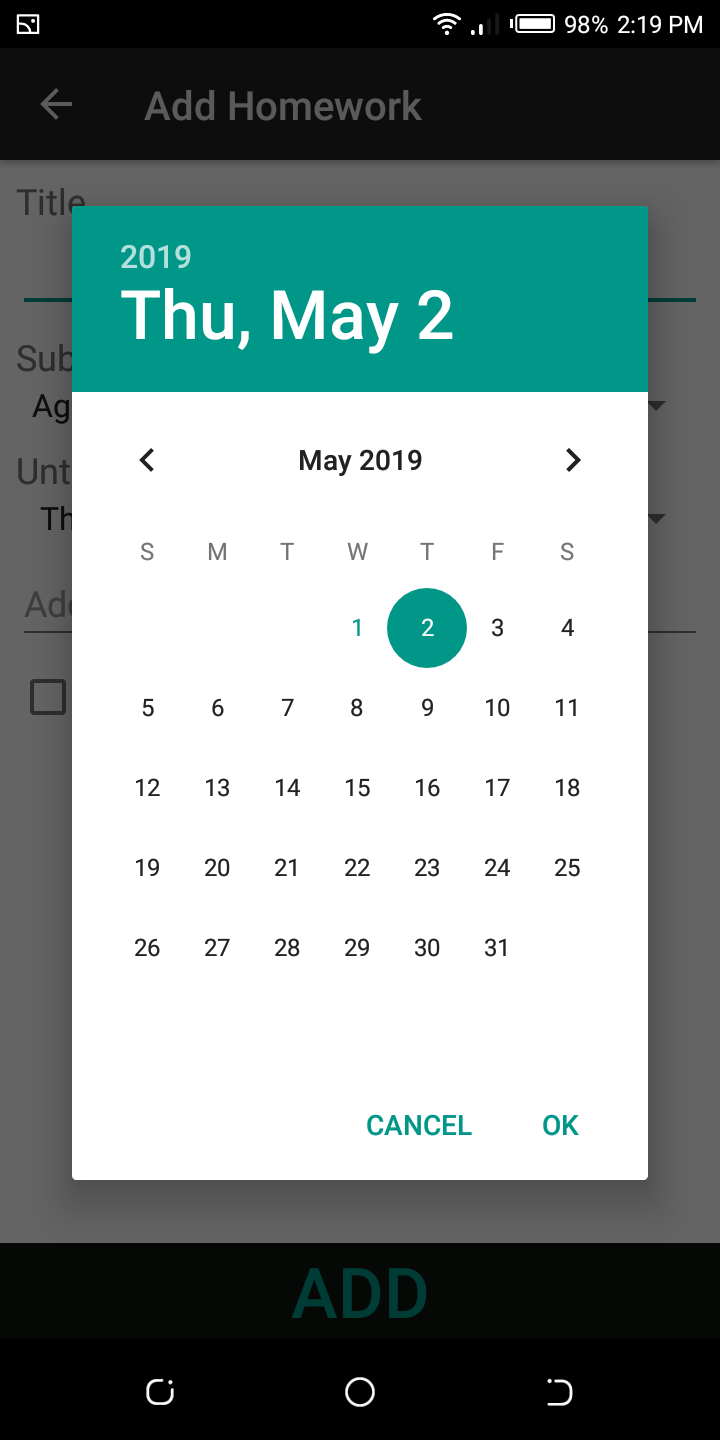 98% 2:19 PM
Add Homework
Title
2019
Thu, May 2
Sub
Ag
May 2019
Unt
Th
S M T W T F S
Add
1 2 3 4
5 6 7 8 9 10 11
12 13 14 15 16 17 18
19 20 21 22 23 24 25
26 27 28 29 30 31
CANCEL OK
ADD